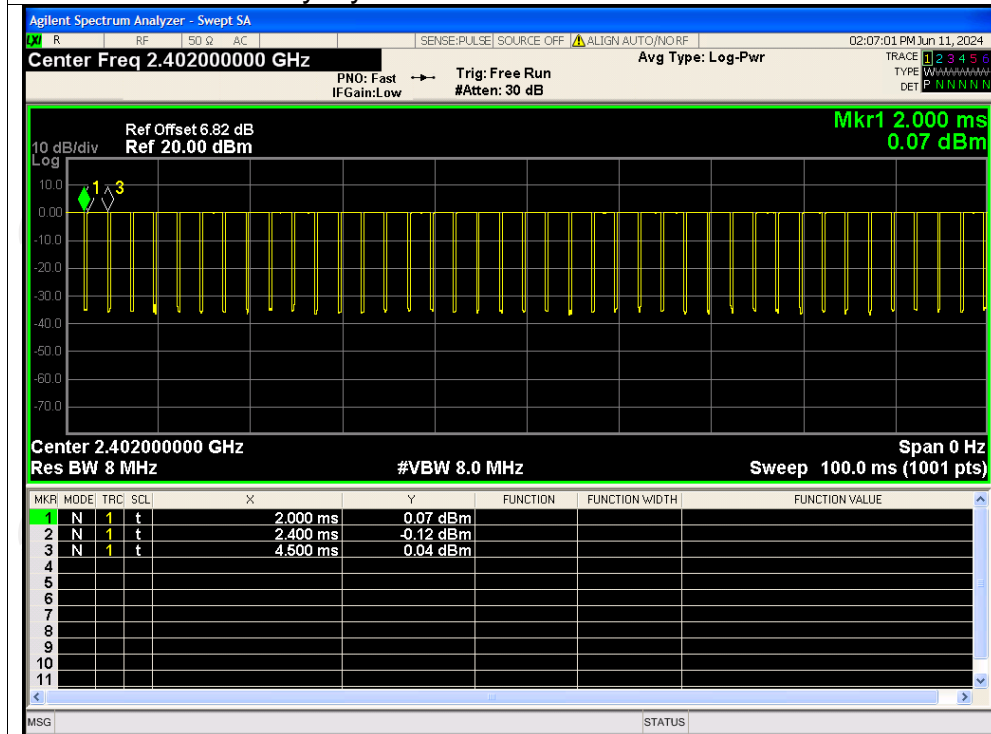 Agilent Spectrum Analyzer - Swept SA
LXI R RF 50 Ω AC SENSE:PULSE SOURCE OFF ALIGN AUTO/NO RF 02:07:01 PM Jun 11, 2024
Center Freq 2.402000000 GHz
Avg Type: Log-Pwr
TRACE 1 2 3 4 5 6
PNO: Fast Trig: Free Run
TYPE WWWWWW
IFGain:Low #Atten: 30 dB
DET P N N N N N
Mkr1 2.000 ms
0.07 dBm
Ref Offset 6.82 dB
10 dB/div Ref 20.00 dBm
Log
1 3
10.0
0.00
-10.0
-20.0
-30.0
-40.0
-50.0
-60.0
-70.0
Center 2.402000000 GHz Span 0 Hz
Res BW 8 MHz #VBW 8.0 MHz Sweep 100.0 ms (1001 pts)
MKR MODE TRC SCL X Y FUNCTION FUNCTION WIDTH FUNCTION VALUE
1 N 1 t 2.000 ms 0.07 dBm
2 N 1 t 2.400 ms -0.12 dBm
3 N 1 t 4.500 ms 0.04 dBm
4
5
6
7
8
9
10
11
MSG STATUS